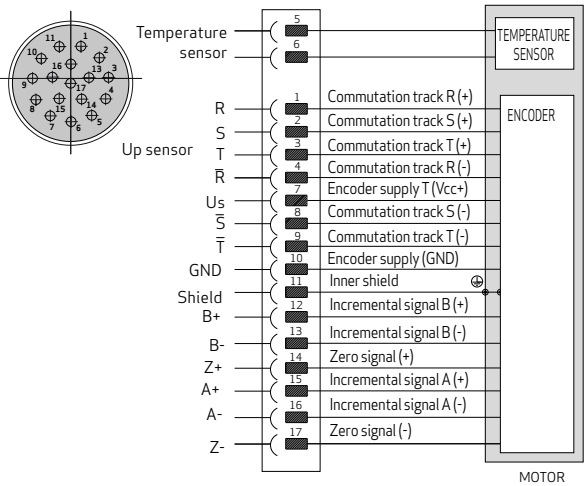 11
1
10
2
16
13
3
9
17
4
8
15
14
7
6
5
Up sensor
Temperature
sensor
5
6
TEMPERATURE
SENSOR
R 1 Commutation track R (+)
S 2 Commutation track S (+)
T 3 Commutation track T (+)
R̅ 4 Commutation track R (-)
Us 7 Encoder supply T (Vcc+)
S̅ 8 Commutation track S (-)
T̅ 9 Commutation track T (-)
GND 10 Encoder supply (GND)
Shield 11 Inner shield
B+ 12 Incremental signal B (+)
B- 13 Incremental signal B (-)
Z+ 14 Zero signal (+)
A+ 15 Incremental signal A (+)
A- 16 Incremental signal A (-)
Z- 17 Zero signal (-)
ENCODER
MOTOR